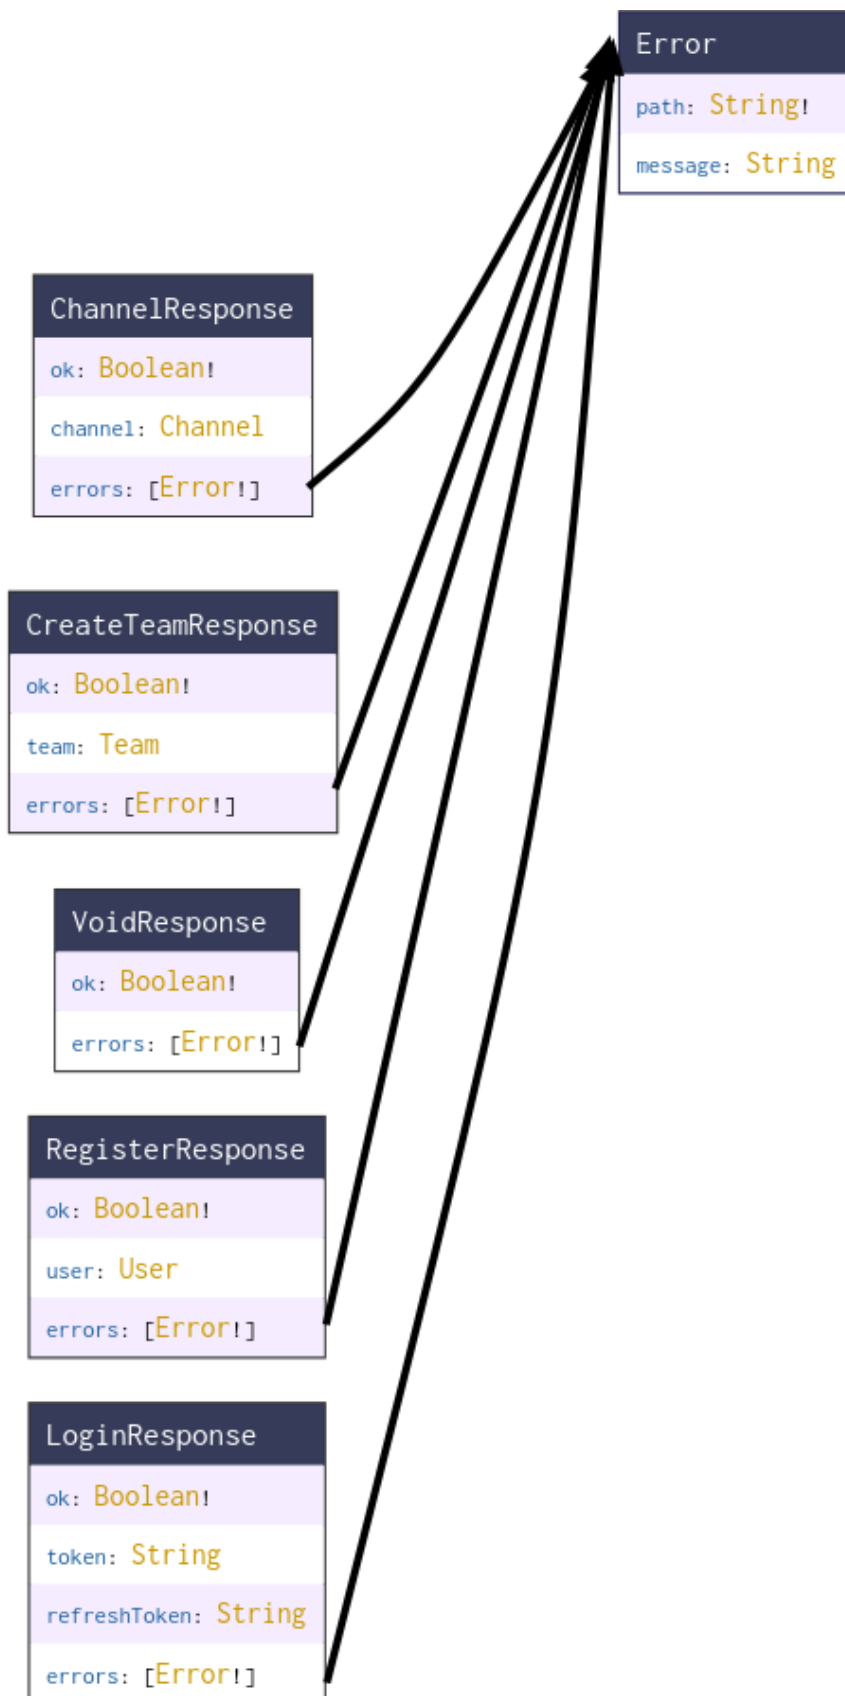 Error
path: String!
message: String
ChannelResponse
ok: Boolean!
channel: Channel
errors: [Error!]
CreateTeamResponse
ok: Boolean!
team: Team
errors: [Error!]
VoidResponse
ok: Boolean!
errors: [Error!]
RegisterResponse
ok: Boolean!
user: User
errors: [Error!]
LoginResponse
ok: Boolean!
token: String
refreshToken: String
errors: [Error!]